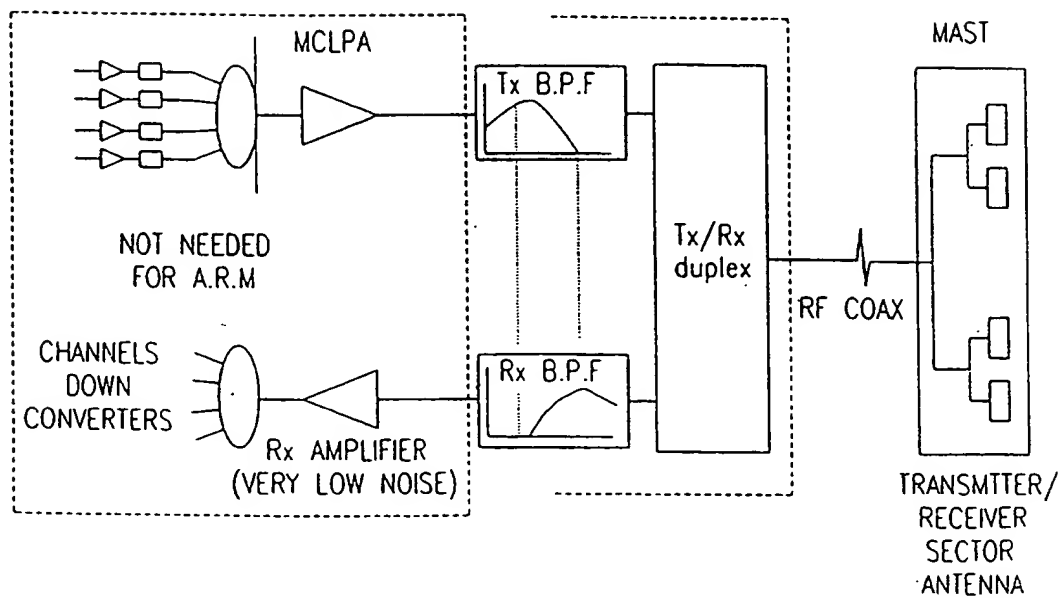 MCLPA
MAST
Tx B.P.F
NOT NEEDED
FOR A.R.M
Tx/Rx
duplex
RF COAX
CHANNELS
DOWN
CONVERTERS
Rx B.P.F
Rx AMPLIFIER
(VERY LOW NOISE)
TRANSMTTER/
RECEIVER
SECTOR
ANTENNA